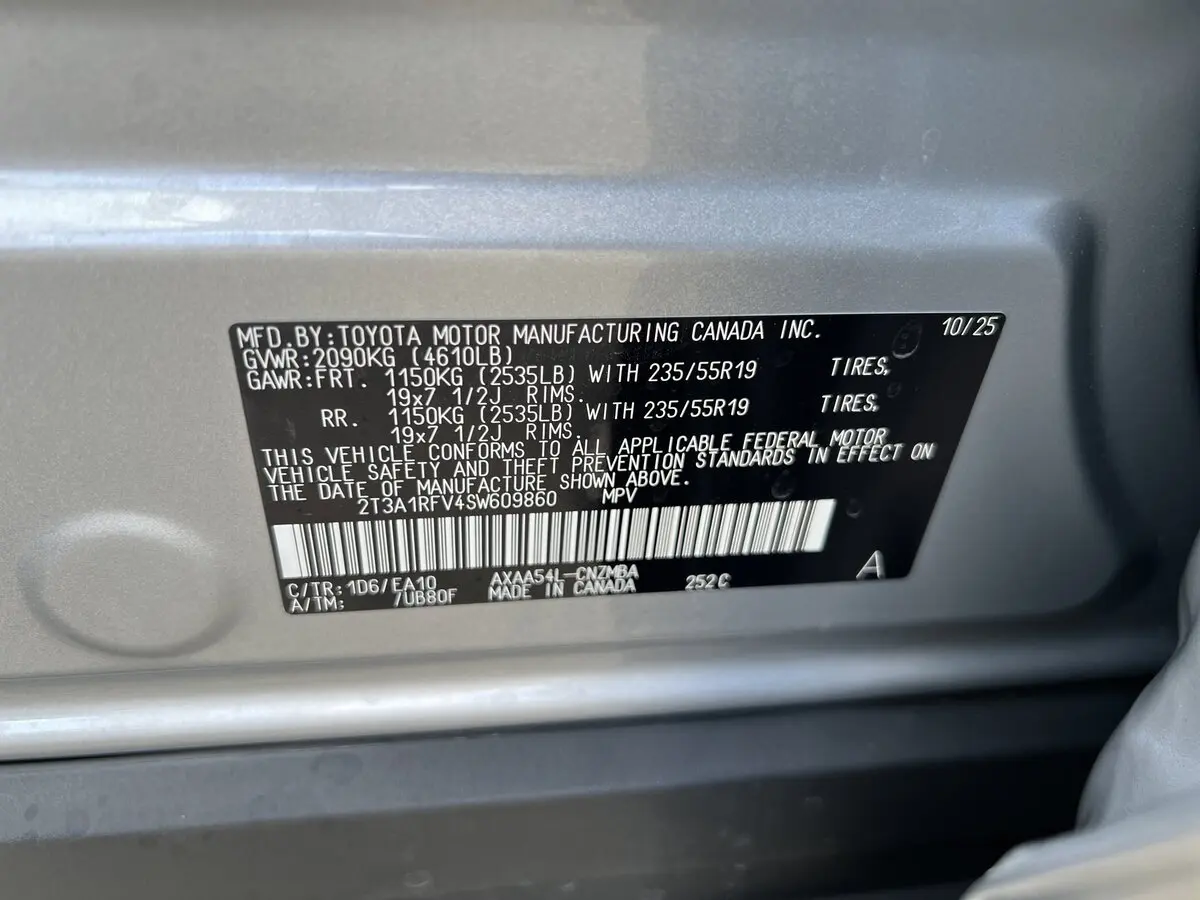 MFD.BY:TOYOTA MOTOR MANUFACTURING CANADA INC. 10/25
GVWR:2090KG (4610LB)
GAWR:FRT. 1150KG (2535LB) WITH 235/55R19 TIRES,
19x7 1/2J RIMS.
RR. 1150KG (2535LB) WITH 235/55R19 TIRES,
19x7 1/2J RIMS.
THIS VEHICLE CONFORMS TO ALL APPLICABLE FEDERAL MOTOR
VEHICLE SAFETY AND THEFT PREVENTION STANDARDS IN EFFECT ON
THE DATE OF MANUFACTURE SHOWN ABOVE.
2T3A1RFV4SW609860 MPV
C/TR: 1D6/EA10 AXAA54L-CNZMBA 252C A
A/TM: 7UB80F MADE IN CANADA